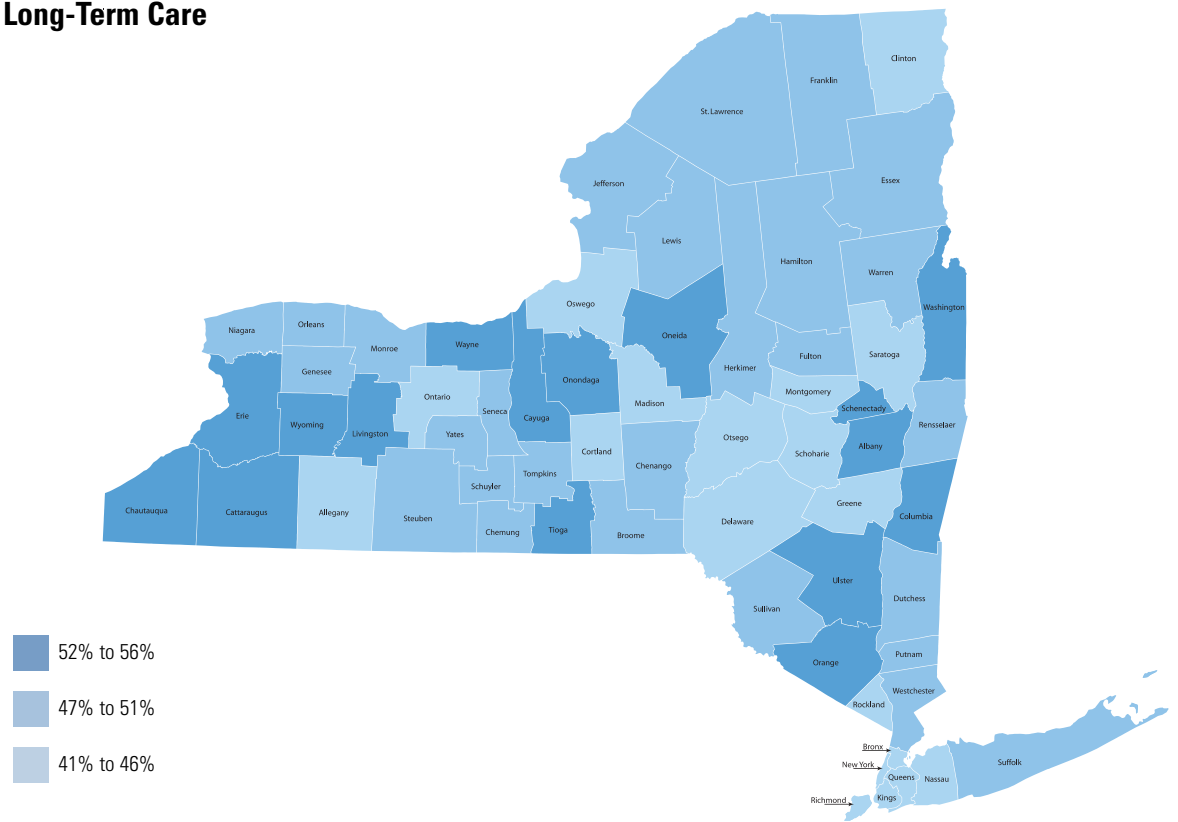 Long-Term Care
Clinton
Franklin
St. Lawrence
Essex
Jefferson
Lewis
Hamilton
Warren
Oswego
Washington
Niagara
Orleans
Monroe
Wayne
Oneida
Saratoga
Fulton
Herkimer
Genesee
Onondaga
Montgomery
Ontario
Madison
Schenectady
Seneca
Erie
Cayuga
Wyoming
Rensselaer
Livingston
Yates
Otsego
Albany
Cortland
Schoharie
Chenango
Tompkins
Schuyler
Greene
Chautauqua
Cattaraugus
Allegany
Columbia
Steuben
Delaware
Chemung
Tioga
Broome
Ulster
Dutchess
Sullivan
52% to 56%
Putnam
Orange
Westchester
47% to 51%
Rockland
Bronx
41% to 46%
New York
Suffolk
Queens
Nassau
Richmond
Kings